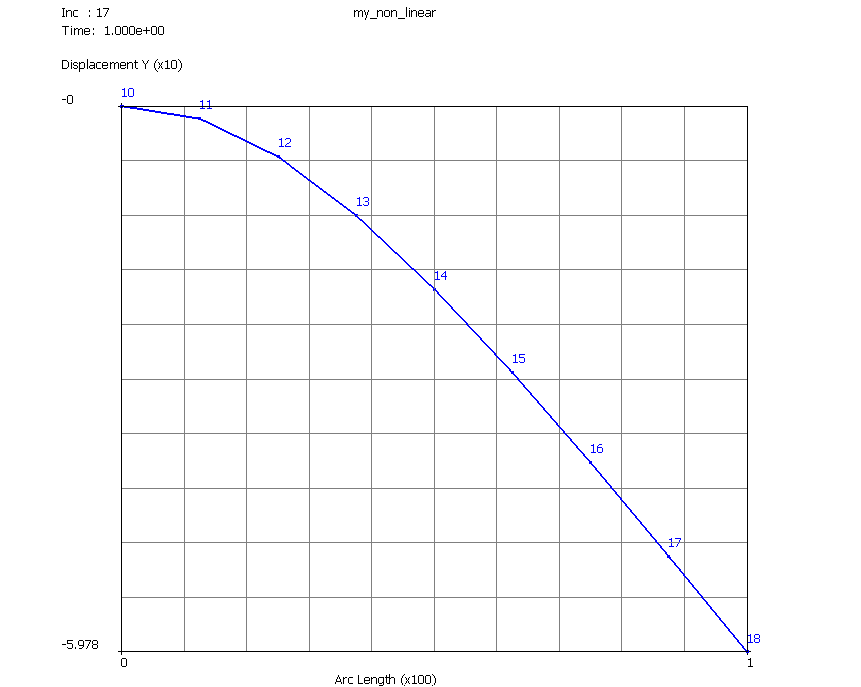 Inc : 17
my_non_linear
Time: 1.000e+00
Displacement Y (x10)
10
-0
11
12
13
14
15
16
17
18
-5.978
0
1
Arc Length (x100)